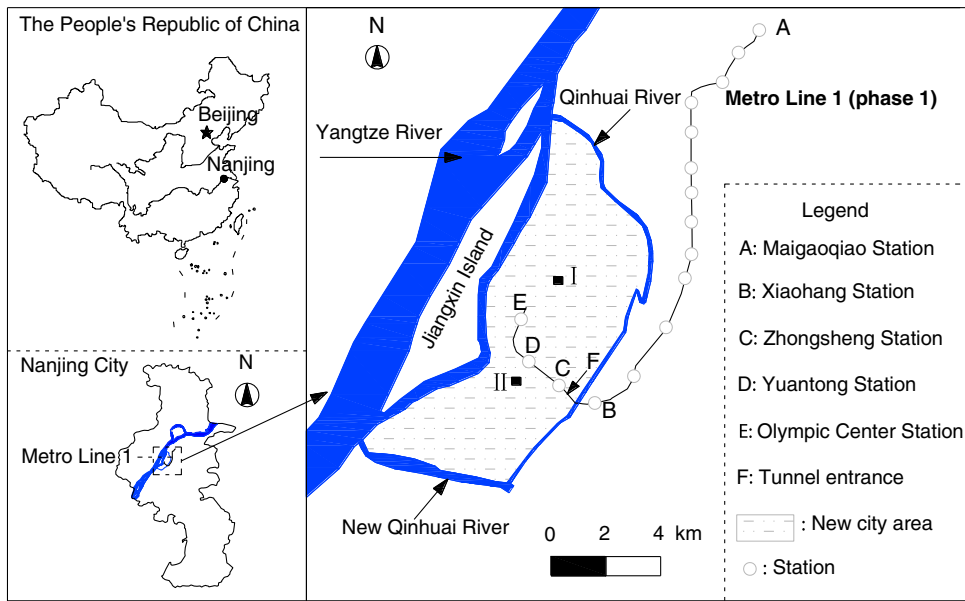 The People's Republic of China
Beijing
Nanjing
Nanjing City
N
Metro Line 1
N
A
Qinhuai River
Metro Line 1 (phase 1)
Yangtze River
Jiangxin Island
I
E
D
F
C
II
B
New Qinhuai River
0 2 4 km
Legend
A: Maigaoqiao Station
B: Xiaohang Station
C: Zhongsheng Station
D: Yuantong Station
E: Olympic Center Station
F: Tunnel entrance
: New city area
: Station